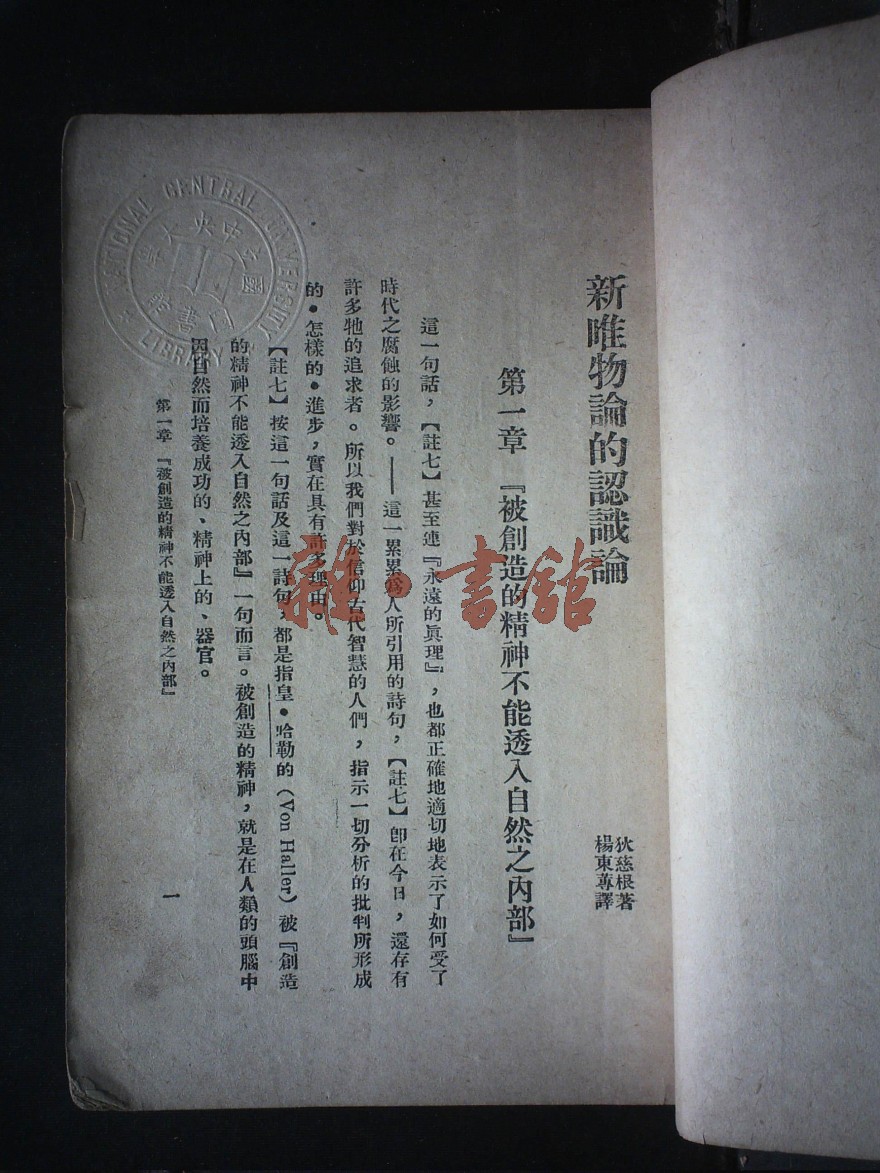 新唯物論的認識論
狄慈根著
楊東蒪譯
第一章 『被創造的精神不能透入自然之內部』
這一句話，【註七】甚至連『永遠的眞理』，也都正確地適切地表示了如何受了
時代之腐蝕的影響。——這一累累爲人所引用的詩句，【註七】卽在今日，還存有
許多牠的追求者。所以我們對於信仰古代智慧的人們，指示一切分析的批判所形成
的•怎樣的•進步，實在具有許多理由。
【註七】按這一句話及這一詩句，都是指皇•哈勒的（Von Haller）被『創造
的精神不能透入自然之內部』一句而言。被創造的精神，就是在人類的頭腦中
因自然而培養成功的、精神上的、器官。
第一章 『被創造的精神不能透入自然之內部』
一
NATIONAL CENTRAL UNIVERSITY LIBRARY
國立中央大學圖書館
雜•書館